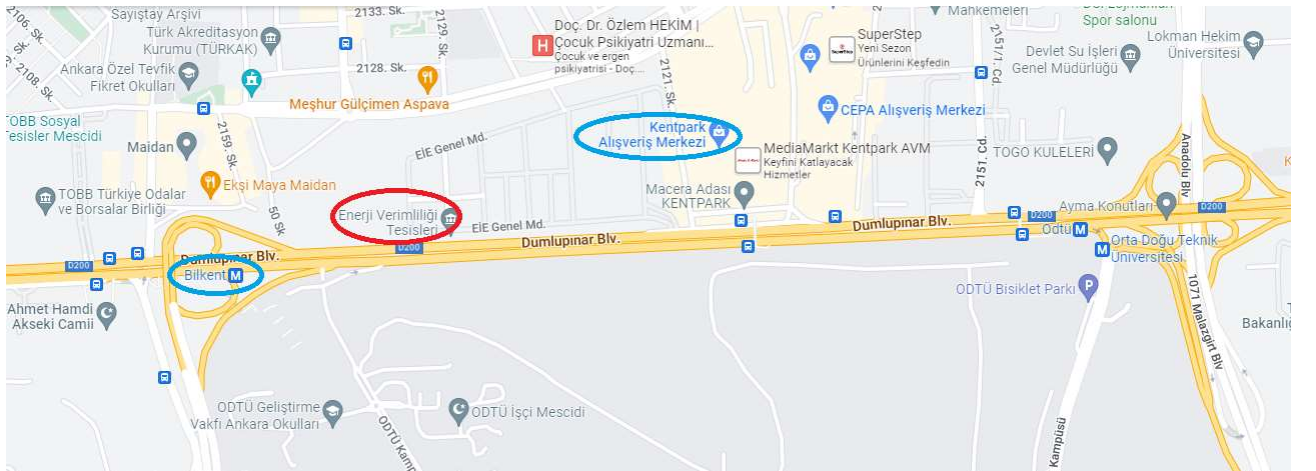 Sayıştay Arşivi
2133. Sk.
2106. Sk.
Türk Akreditasyon
Kurumu (TÜRKAK)
2129. Sk.
2108. Sk.
Ankara Özel Tevfik
Fikret Okulları
2128. Sk.
Meşhur Gülçimen Aspava
H
Doç. Dr. Özlem HEKİM |
Çocuk Psikiyatri Uzmanı...
Çocuk ve ergen
psikiyatrisi - Doç....
2121. Sk.
SuperStep
Yeni Sezon
Ürünlerini Keşfedin
Mahkemeleri
2151/1. Cd.
Spor salonu
Devlet Su İşleri
Genel Müdürlüğü
Lokman Hekim
Üniversitesi
CEPA Alışveriş Merkezi
TOBB Sosyal
Tesisler Mescidi
Maidan
2159. Sk.
EİE Genel Md.
Kentpark
Alışveriş Merkezi
MediaMarkt Kentpark AVM
Keyfini Katlayacak
Hizmetler
TOGO KULELERİ
2151. Cd.
Anadolu Blv
TOBB Türkiye Odalar
ve Borsalar Birliği
Ekşi Maya Maidan
50 Sk.
Enerji Verimliliği
Tesisleri
EİE Genel Md.
Macera Adası
KENTPARK
Ayma Konutları
D200
D200
Dumlupınar Blv.
Dumlupınar Blv.
Odtü M
M
Orta Doğu Teknik
Üniversitesi
D200
Dumlupınar Blv.
D200
Bilkent M
Ahmet Hamdi
Akseki Camii
ODTÜ Bisiklet Parkı P
1071 Malazgirt Blv
Bakanlığ
ODTÜ Geliştirme
Vakfı Ankara Okulları
ODTÜ İşçi Mescidi
ODTÜ Kamp
Kampüsü